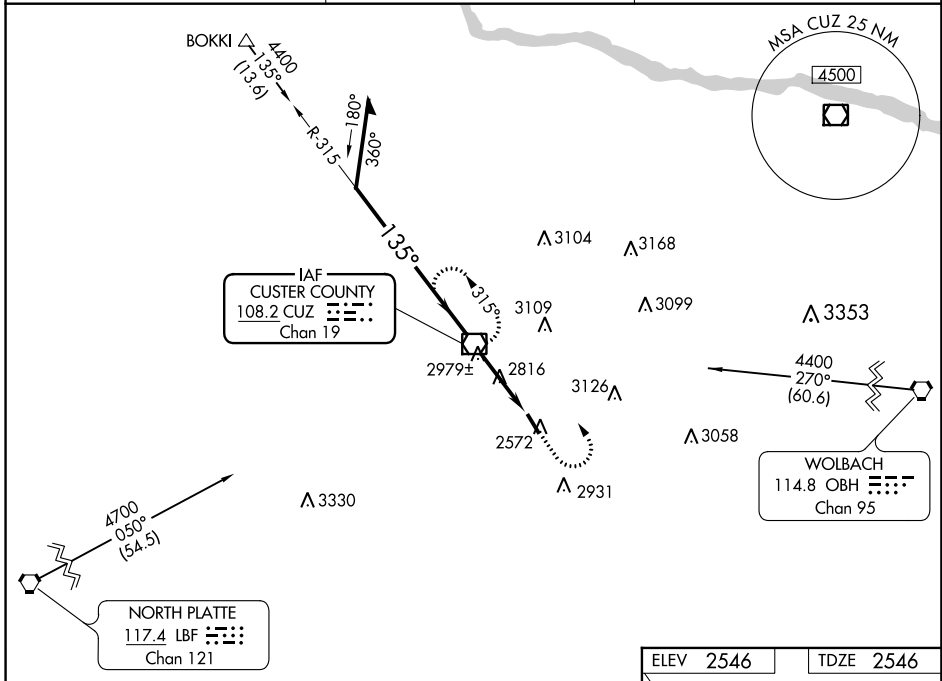 MSA CUZ 25 NM
4500
BOKKI
4400
135°
(13.6)
R-315
180°
360°
135°
315°
IAF
CUSTER COUNTY
108.2 CUZ
Chan 19
3104
3168
3109
3099
3353
2979±
2816
3126
2572
3058
2931
3330
4400
270°
(60.6)
WOLBACH
114.8 OBH
Chan 95
4700
050°
(54.5)
NORTH PLATTE
117.4 LBF
Chan 121
ELEV 2546
TDZE 2546